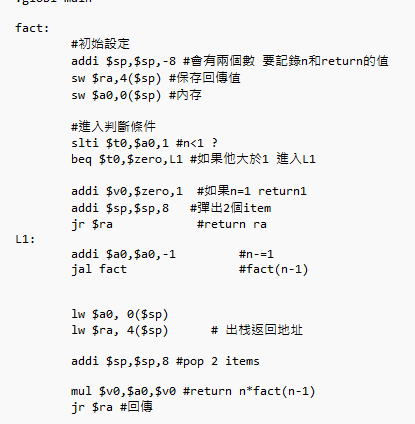 .globl main
fact:
#初始設定
addi $sp,$sp,-8 #會有兩個數 要記錄n和return的值
sw $ra,4($sp) #保存回傳值
sw $a0,0($sp) #內存
#進入判斷條件
slti $t0,$a0,1 #n<1 ?
beq $t0,$zero,L1 #如果他大於1 進入L1
addi $v0,$zero,1 #如果n=1 return1
addi $sp,$sp,8 #彈出2個item
jr $ra #return ra
L1:
addi $a0,$a0,-1 #n-=1
jal fact #fact(n-1)
lw $a0, 0($sp)
lw $ra, 4($sp) # 出栈返回地址
addi $sp,$sp,8 #pop 2 items
mul $v0,$a0,$v0 #return n*fact(n-1)
jr $ra #回傳